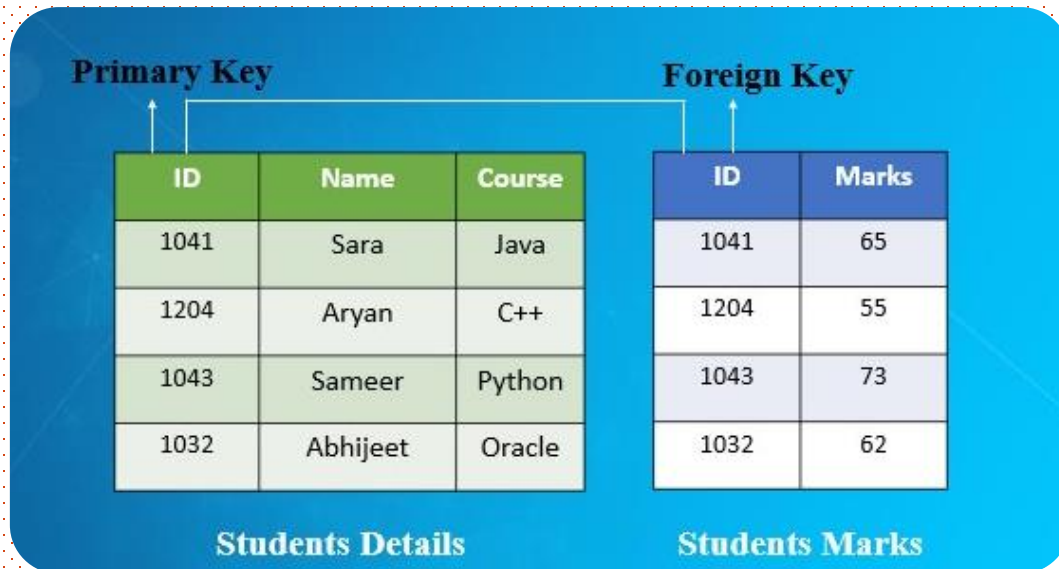 Primary Key
Foreign Key
ID Name Course
1041 Sara Java
1204 Aryan C++
1043 Sameer Python
1032 Abhijeet Oracle
Students Details
ID Marks
1041 65
1204 55
1043 73
1032 62
Students Marks